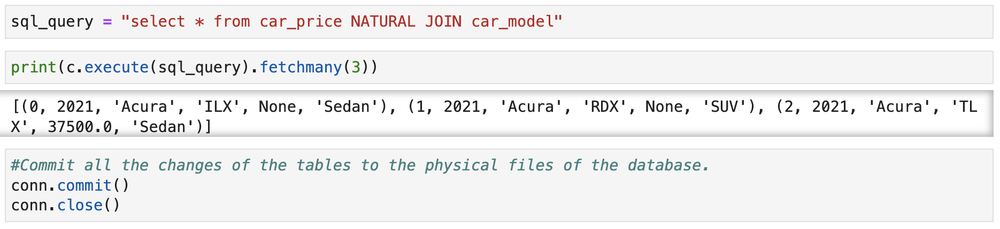 sql_query = "select * from car_price NATURAL JOIN car_model"
print(c.execute(sql_query).fetchmany(3))
[(0, 2021, 'Acura', 'ILX', None, 'Sedan'), (1, 2021, 'Acura', 'RDX', None, 'SUV'), (2, 2021, 'Acura', 'TL
X', 37500.0, 'Sedan')]
#Commit all the changes of the tables to the physical files of the database.
conn.commit()
conn.close()